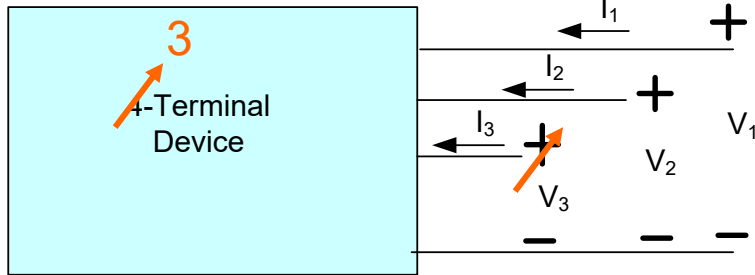 3
4-Terminal
Device
I1
I2
I3
+
+
+
V1
V2
V3
− − −